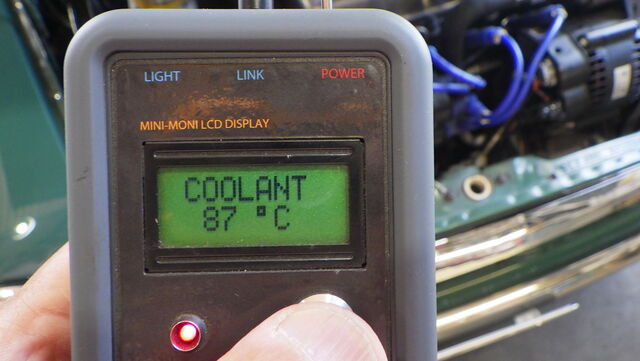 LIGHT LINK POWER
MINI-MONI LCD DISPLAY
COOLANT
87 °C